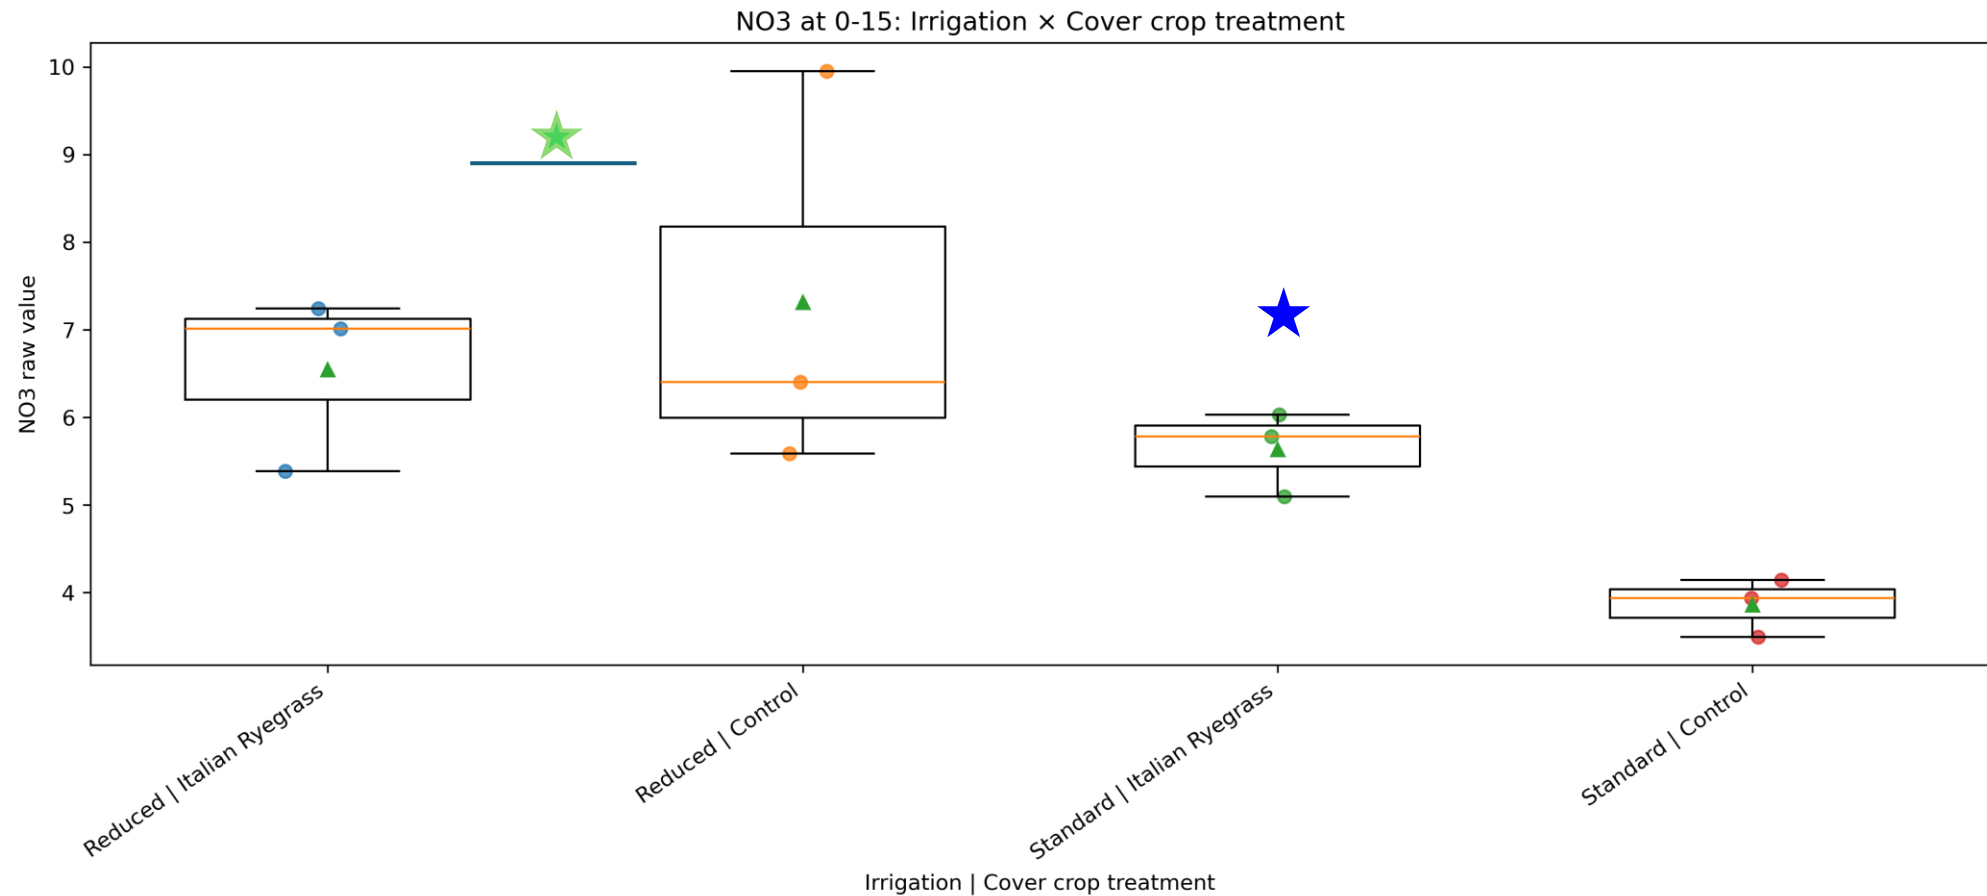 NO3 at 0-15: Irrigation × Cover crop treatment
NO3 raw value
10
9
8
7
6
5
4
Reduced | Italian Ryegrass
Reduced | Control
Standard | Italian Ryegrass
Standard | Control
Irrigation | Cover crop treatment